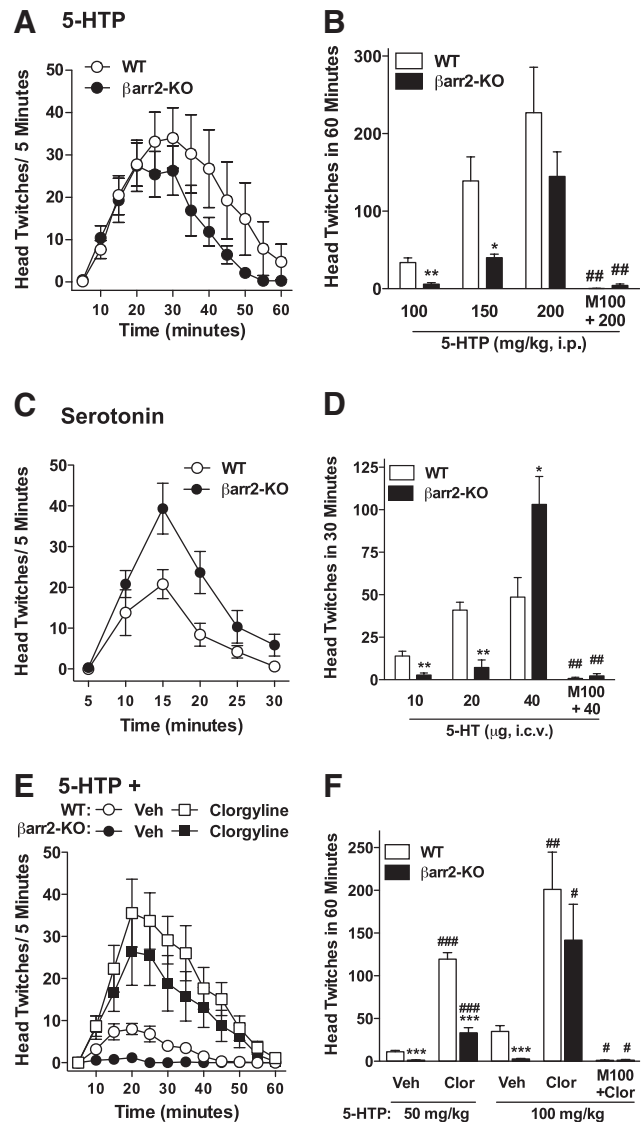 A 5-HTP
WT
βarr2-KO
Head Twitches/ 5 Minutes
50
40
30
20
10
0
10 20 30 40 50 60
Time (minutes)
B
WT
βarr2-KO
Head Twitches in 60 Minutes
300
200
100
0
** * ## ##
100 150 200 M100
+ 200
5-HTP (mg/kg, i.p.)
C Serotonin
WT
βarr2-KO
Head Twitches/ 5 Minutes
50
40
30
20
10
0
5 10 15 20 25 30
Time (minutes)
D
WT
βarr2-KO
Head Twitches in 30 Minutes
125
100
75
50
25
0
** ** * ## ##
10 20 40 M100
+ 40
5-HT (μg, i.c.v.)
E 5-HTP +
WT: Veh Clorgyline
βarr2-KO: Veh Clorgyline
Head Twitches/ 5 Minutes
50
40
30
20
10
0
10 20 30 40 50 60
Time (minutes)
F
WT
βarr2-KO
Head Twitches in 60 Minutes
250
200
150
100
50
0
*** ### ### *** *** ## # # #
Veh Clor Veh Clor M100
+Clor
5-HTP: 50 mg/kg 100 mg/kg